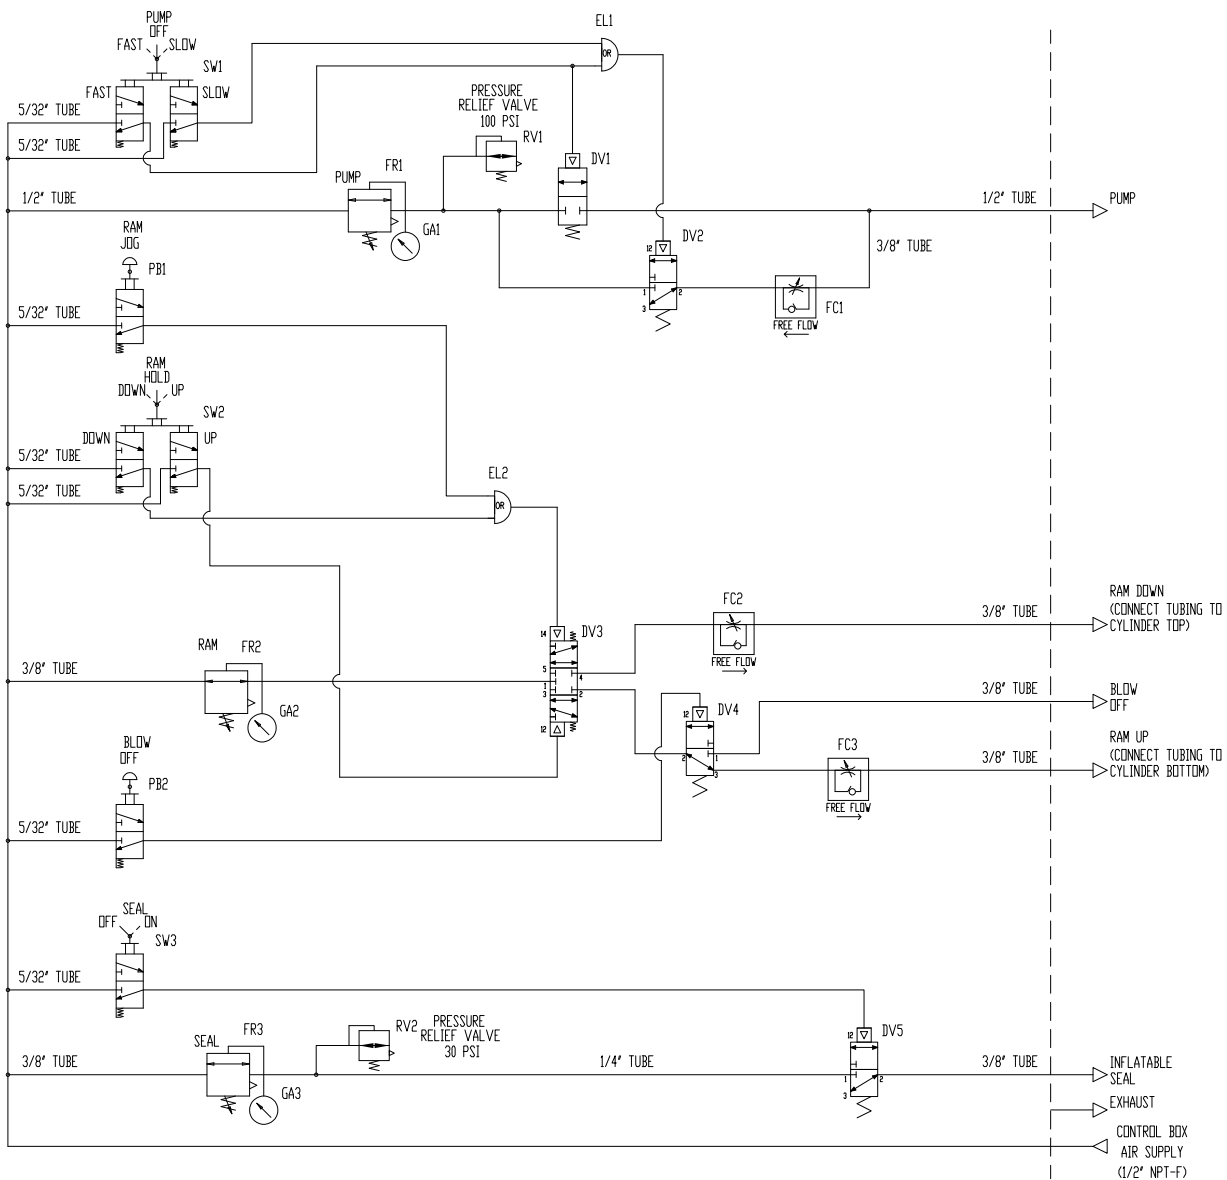 PUMP
OFF
FAST SLOW
SW1
FAST SLOW
5/32" TUBE
5/32" TUBE
1/2" TUBE
EL1
OR
PRESSURE
RELIEF VALVE
100 PSI
RV1
DV1
PUMP
FR1
GA1
1/2" TUBE
PUMP
3/8" TUBE
DV2
12
1
2
3
FC1
FREE FLOW
RAM
JOG
PB1
5/32" TUBE
RAM
HOLD
DOWN UP
SW2
DOWN UP
5/32" TUBE
5/32" TUBE
EL2
OR
RAM
FR2
3/8" TUBE
GA2
14
DV3
5
4
1
3
2
12
FC2
FREE FLOW
3/8" TUBE
RAM DOWN
(CONNECT TUBING TO
CYLINDER TOP)
12
DV4
2
1
3
3/8" TUBE
BLOW
OFF
FC3
FREE FLOW
3/8" TUBE
RAM UP
(CONNECT TUBING TO
CYLINDER BOTTOM)
BLOW
OFF
PB2
5/32" TUBE
SEAL
OFF ON
SW3
5/32" TUBE
SEAL
FR3
3/8" TUBE
GA3
RV2
PRESSURE
RELIEF VALVE
30 PSI
1/4" TUBE
12
DV5
1
2
3
3/8" TUBE
INFLATABLE
SEAL
EXHAUST
CONTROL BOX
AIR SUPPLY
(1/2" NPT-F)